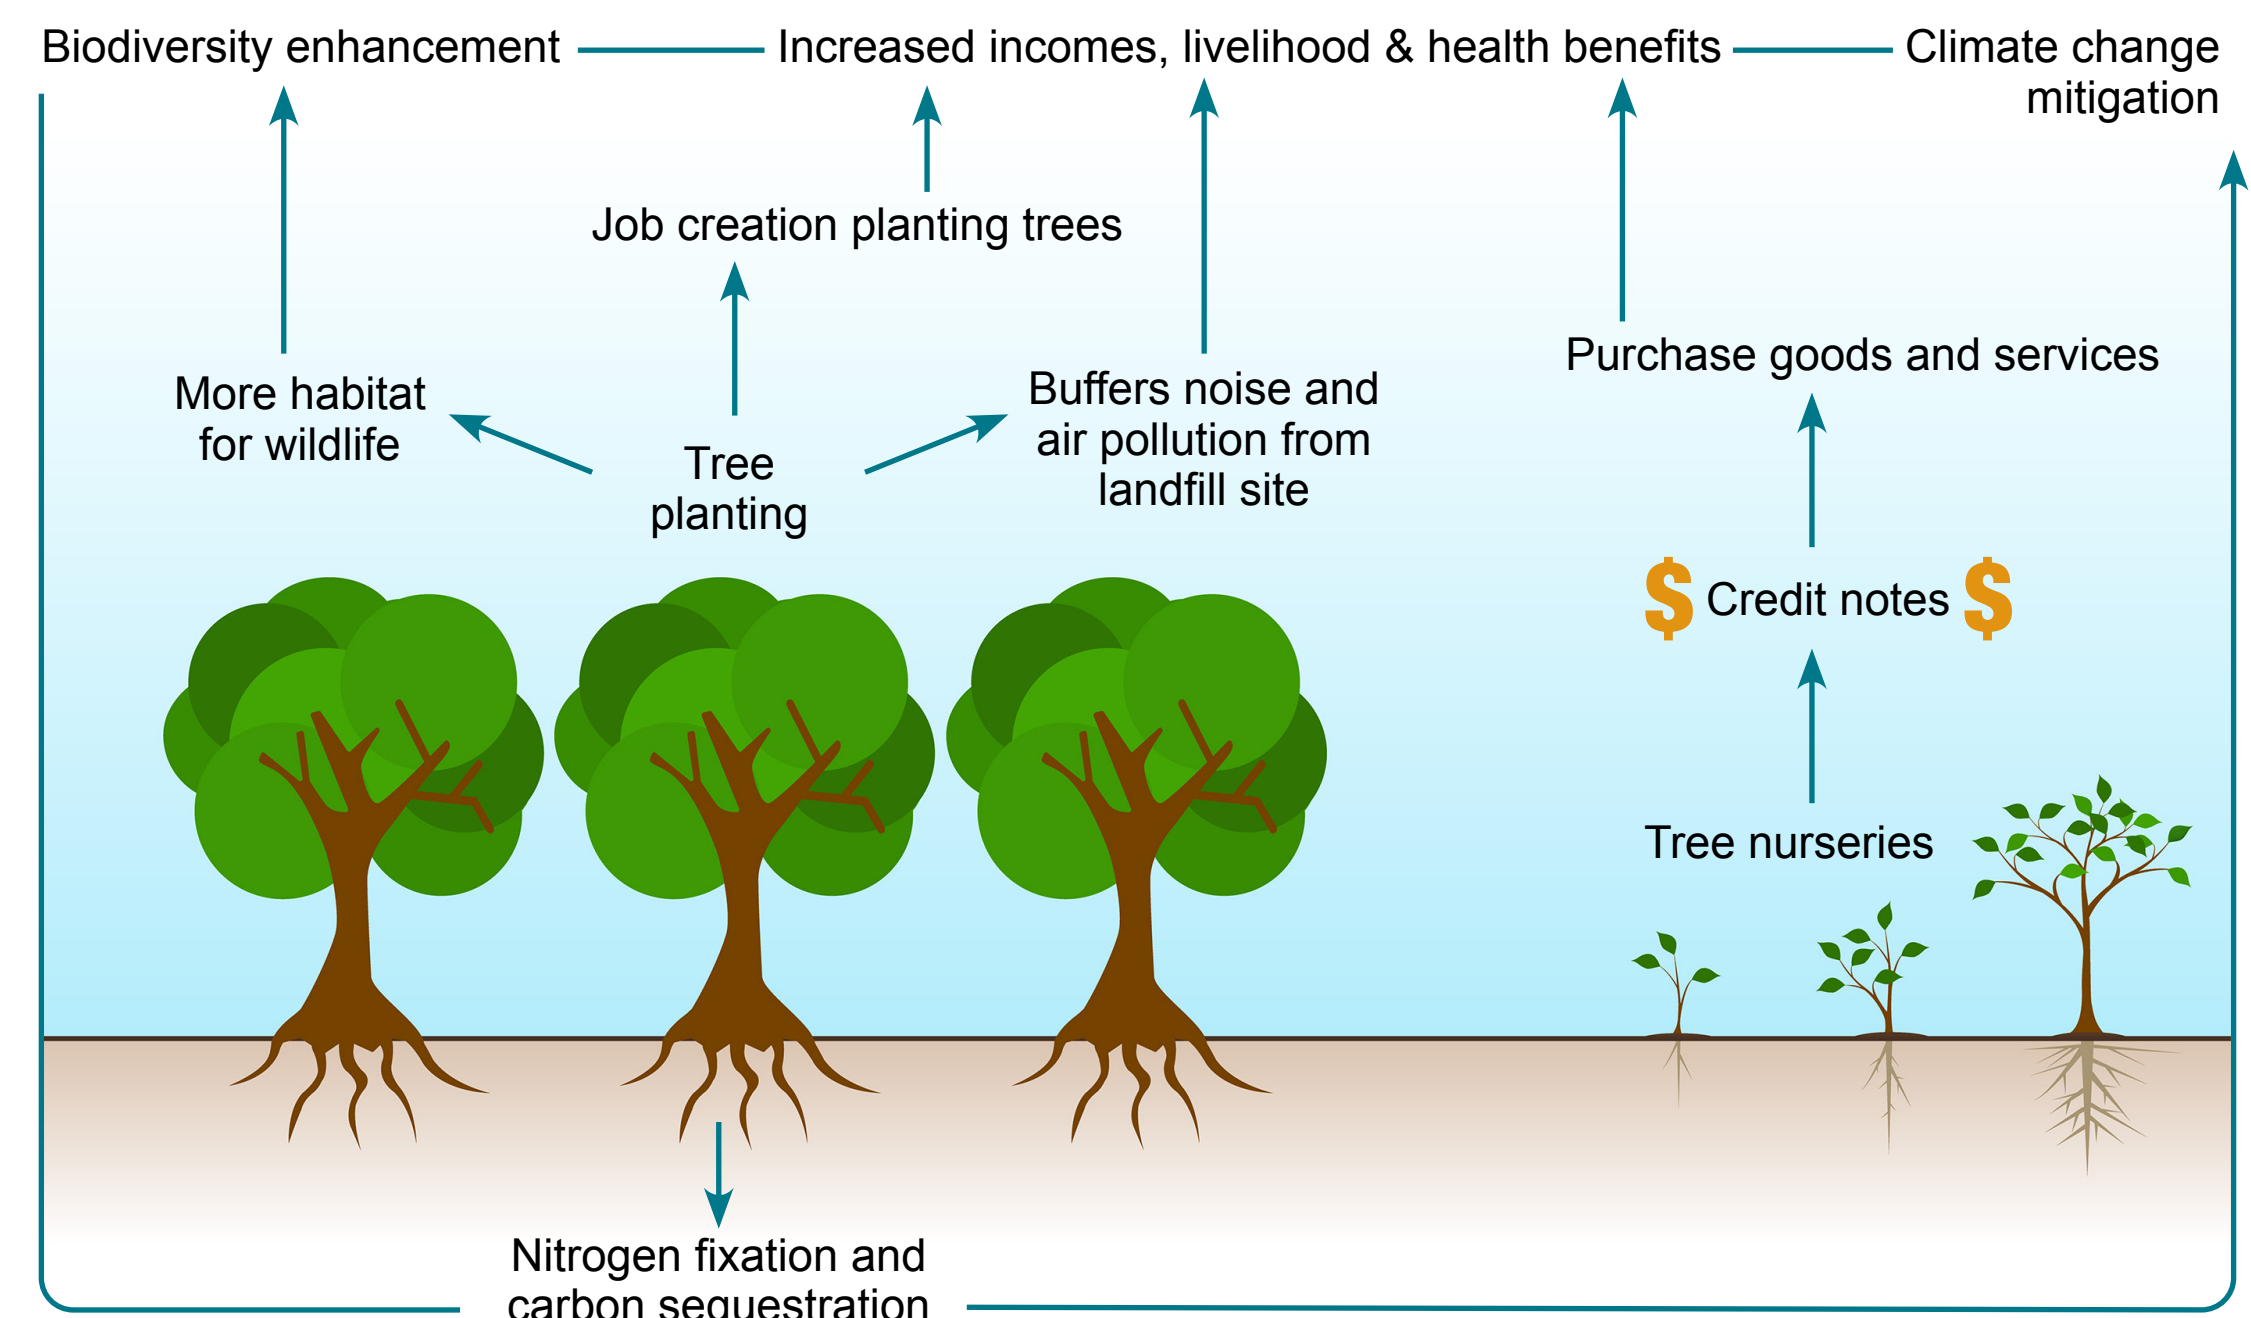 Biodiversity enhancement
Increased incomes, livelihood & health benefits
Climate change
mitigation
Job creation planting trees
More habitat
for wildlife
Tree
planting
Buffers noise and
air pollution from
landfill site
Purchase goods and services
$ Credit notes $
Tree nurseries
Nitrogen fixation and
carbon sequestration